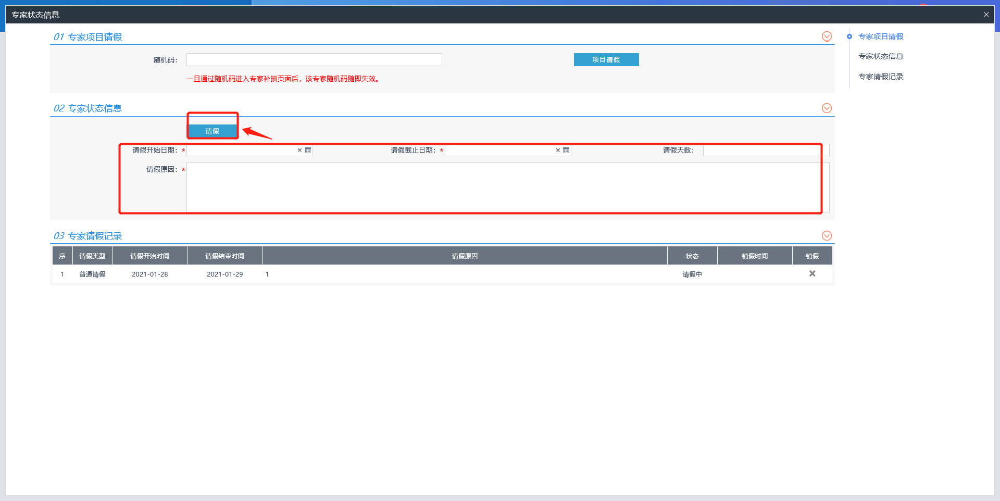 专家状态信息
01 专家项目请假
随机码：
项目请假
一旦通过随机码进入专家补抽页面后，该专家随机码随即失效。
02 专家状态信息
请假
请假开始日期：*
请假截止日期：*
请假天数：
请假原因：*
03 专家请假记录
序 请假类型 请假开始时间 请假结束时间 请假原因 状态 销假时间 销假
1 普通请假 2021-01-28 2021-01-29 1 请假中
专家项目请假
专家状态信息
专家请假记录